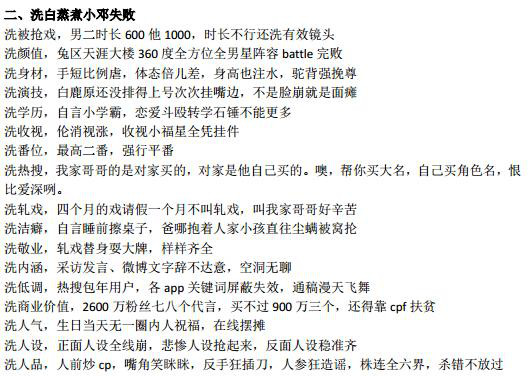 二、洗白蒸煮小邓失败
洗被抢戏，男二时长 600 他 1000，时长不行还洗有效镜头
洗颜值，兔区天涯大楼 360 度全方位全男星阵容 battle 完败
洗身材，手短比例虐，体态倍儿差，身高也注水，驼背强挽尊
洗演技，白鹿原还没排得上号次次挂嘴边，不是脸崩就是面瘫
洗学历，自言小学霸，恋爱斗殴转学石锤不能更多
洗收视，伦消视涨，收视小福星全凭挂件
洗番位，最高二番，强行平番
洗热搜，我家哥哥的是对家买的，对家是他自己买的。噢，帮你买大名，自己买角色名，恨
比爱深咧。
洗轧戏，四个月的戏请假一个月不叫轧戏，叫我家哥哥好辛苦
洗洁癖，自言睡前擦桌子，爸哪抱着人家小孩直往尘螨被窝抡
洗敬业，轧戏替身耍大牌，样样齐全
洗内涵，采访发言、微博文字辞不达意，空洞无聊
洗低调，热搜包年用户，各 app 关键词屏蔽失效，通稿漫天飞舞
洗商业价值，2600 万粉丝七八个代言，买不过 900 万三个，还得靠 cpf 扶贫
洗人气，生日当天无一圈内人祝福，在线摆摊
洗人设，正面人设全线崩，悲惨人设抢起来，反面人设稳准齐
洗人品，人前炒 cp，嘴角笑眯眯，反手狂插刀，人参狂造谣，株连全六界，杀错不放过